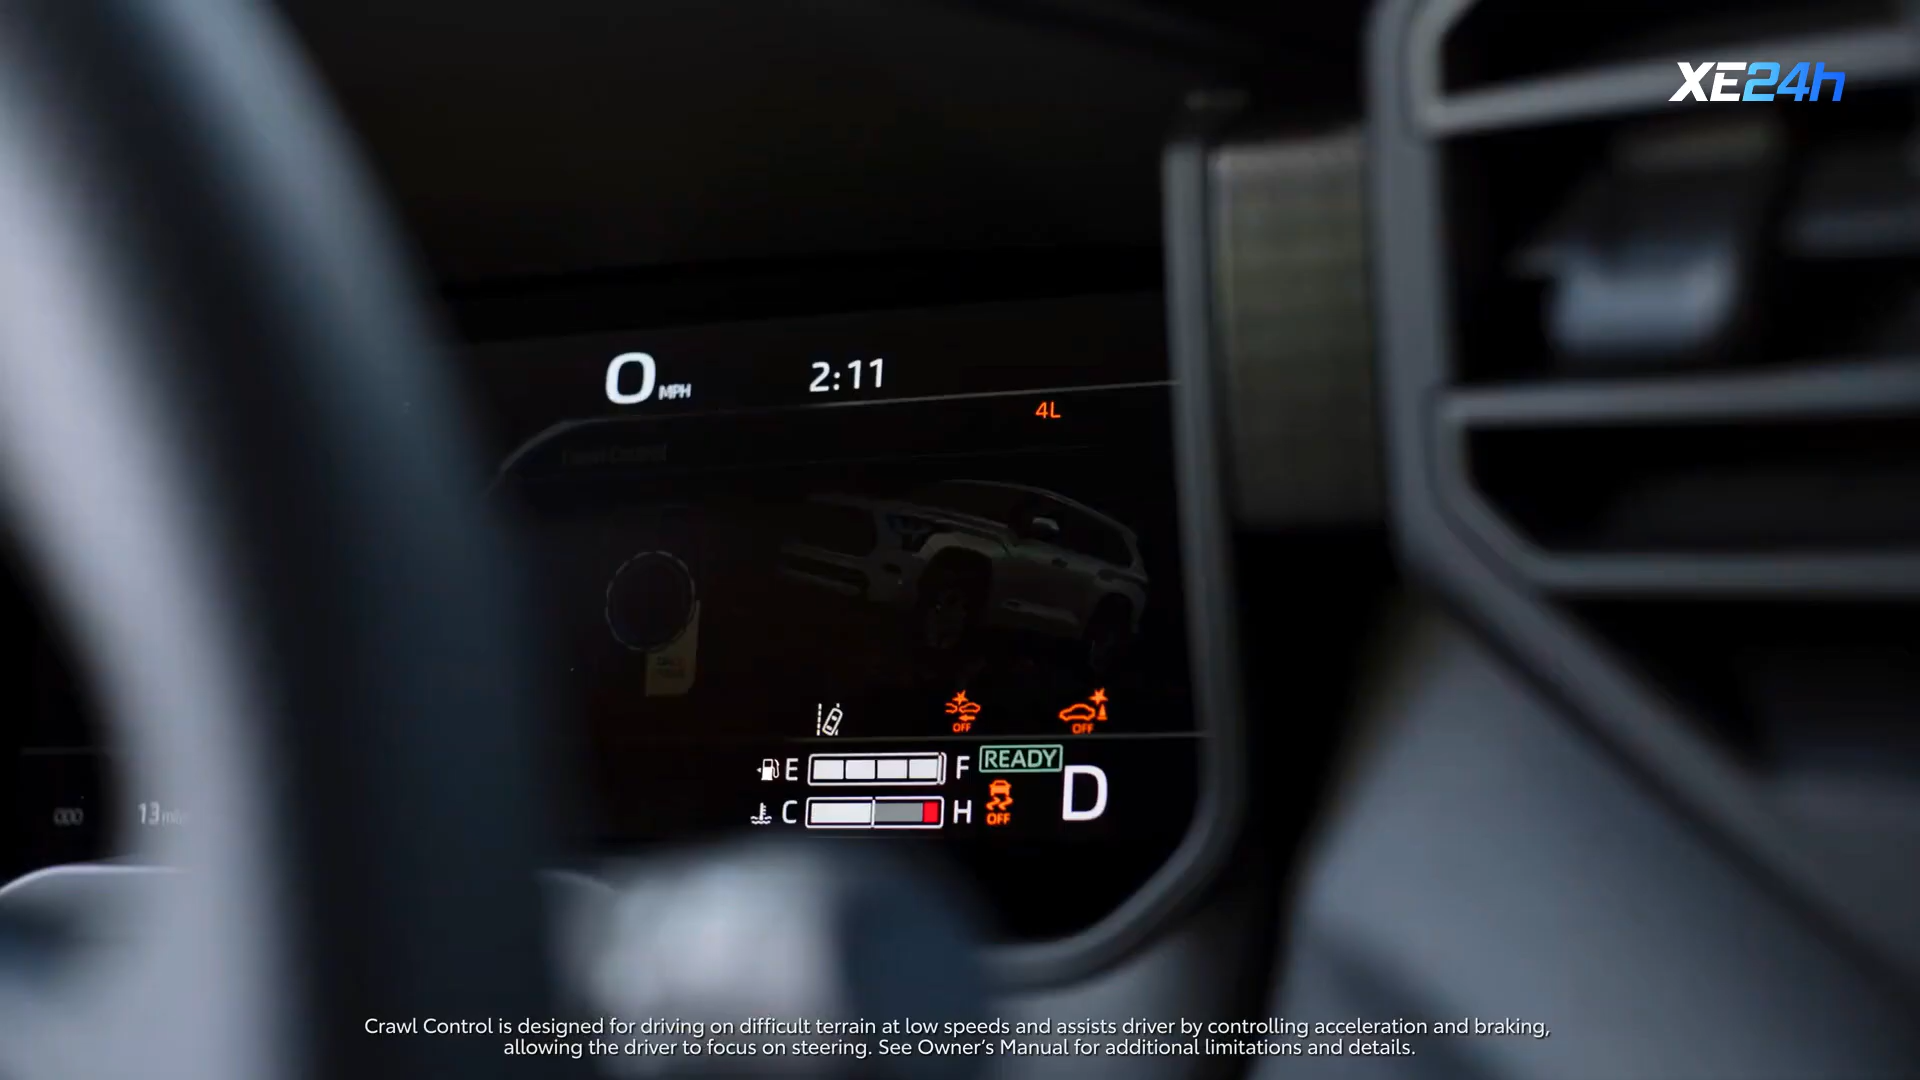 XE24h
0 MPH
2:11
4L
Crawl Control
OFF
OFF
E F READY
C H OFF D
13
Crawl Control is designed for driving on difficult terrain at low speeds and assists driver by controlling acceleration and braking,
allowing the driver to focus on steering. See Owner's Manual for additional limitations and details.